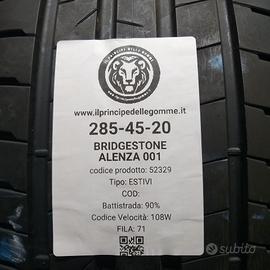 www.ilprincipedellegomme.it
285-45-20
BRIDGESTONE
ALENZA 001
codice prodotto: 52329
Tipo: ESTIVI
COD:
Battistrada: 90%
Codice Velocità: 108W
FILA: 71
subito